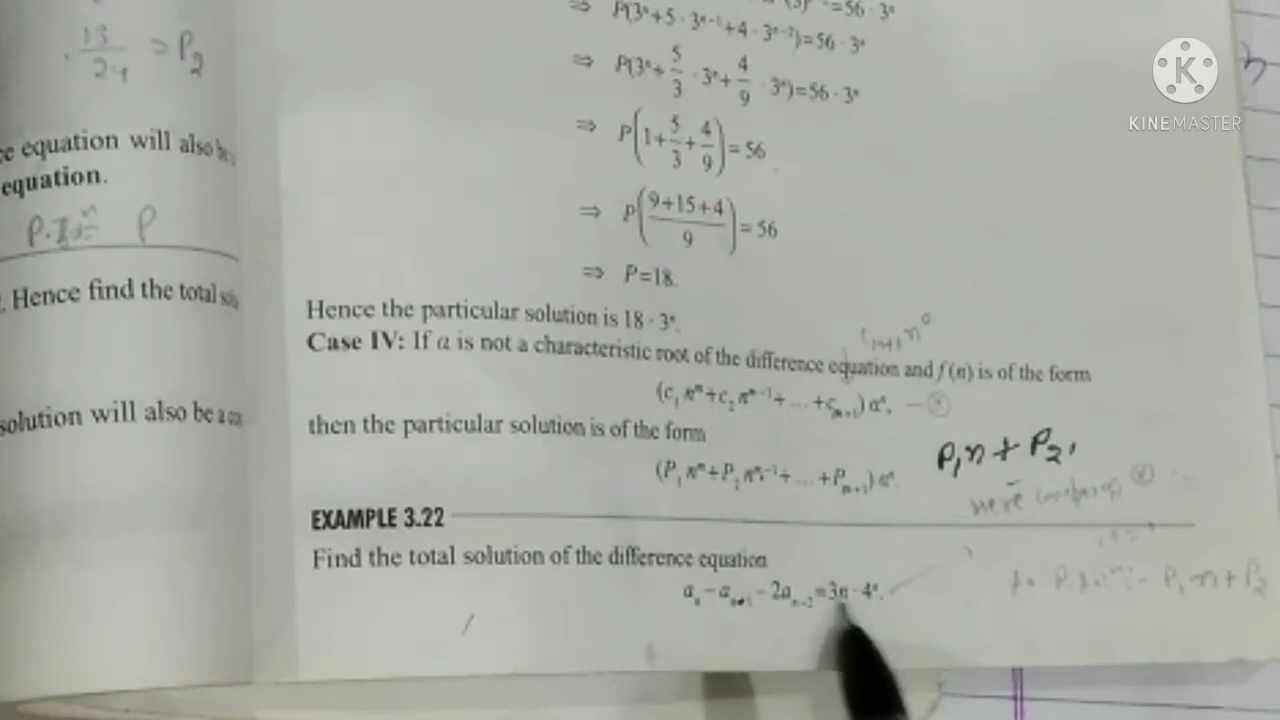 ⇒ P(3ⁿ+5 · 3ⁿ⁻¹+4 · 3ⁿ⁻²)=56 · 3ⁿ
⇒ P(3ⁿ+5/3 · 3ⁿ+4/9 · 3ⁿ)=56 · 3ⁿ
⇒ P(1+5/3+4/9)=56
⇒ P((9+15+4)/9)=56
⇒ P=18.
Hence the particular solution is 18 · 3ⁿ.
Case IV: If α is not a characteristic root of the difference equation and f(n) is of the form
(c₁nᵐ+c₂nᵐ⁻¹+...+cₘ₊₁)αⁿ,
then the particular solution is of the form
(P₁nᵐ+P₂nᵐ⁻¹+...+Pₘ₊₁)αⁿ.
P₁n + P₂
EXAMPLE 3.22
Find the total solution of the difference equation
aₙ-aₙ₋₁-2aₙ₋₂=3n · 4ⁿ.
P₁n + P₂
13/24 ⇒ P₂
equation will also be
equation.
P
Hence find the total
solution will also be a
K
KINEMASTER